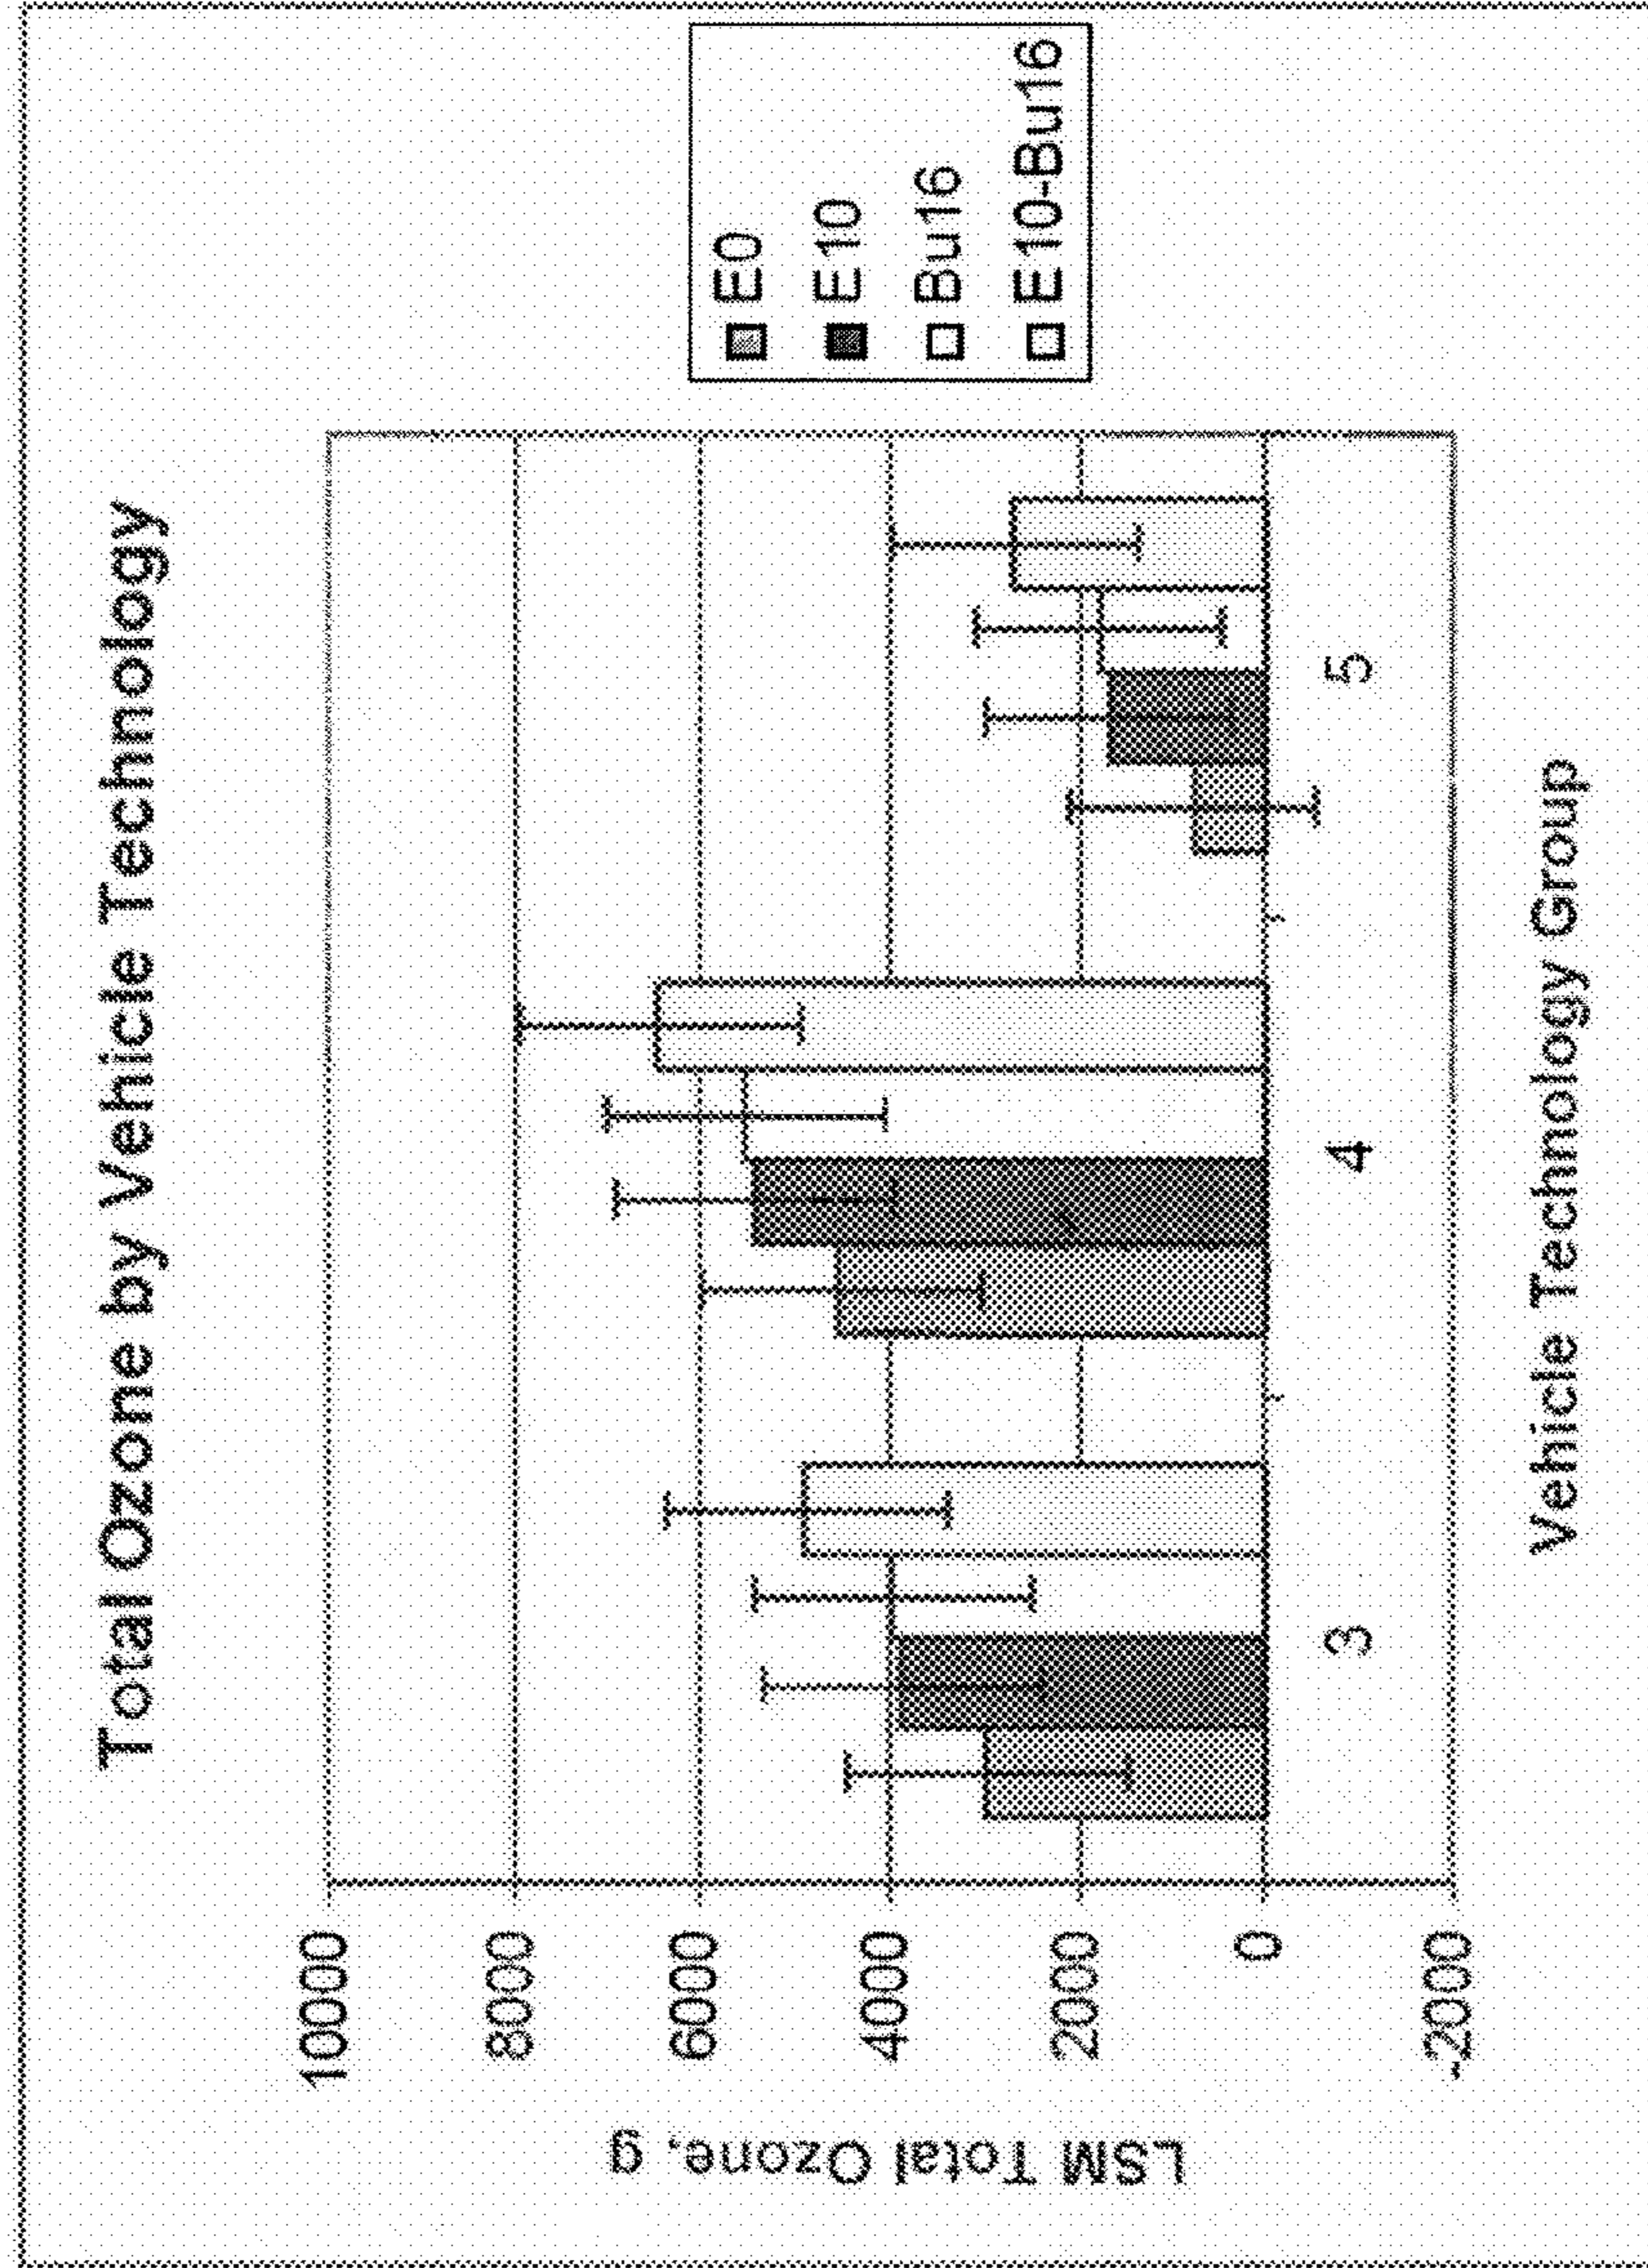 Total Ozone by Vehicle Technology
LSM Total Ozone, g
10000
8000
6000
4000
2000
0
-2000
3
4
5
Vehicle Technology Group
E0
E10
Bu16
E10-Bu16